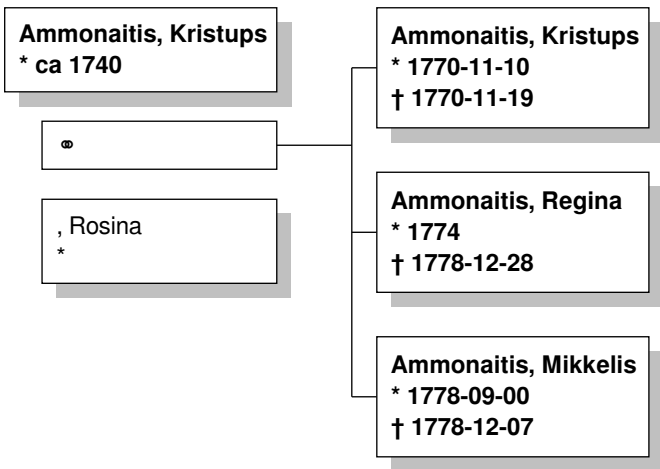 Ammonaitis, Kristups
* ca 1740
⚭
, Rosina
*
Ammonaitis, Kristups
* 1770-11-10
† 1770-11-19
Ammonaitis, Regina
* 1774
† 1778-12-28
Ammonaitis, Mikkelis
* 1778-09-00
† 1778-12-07